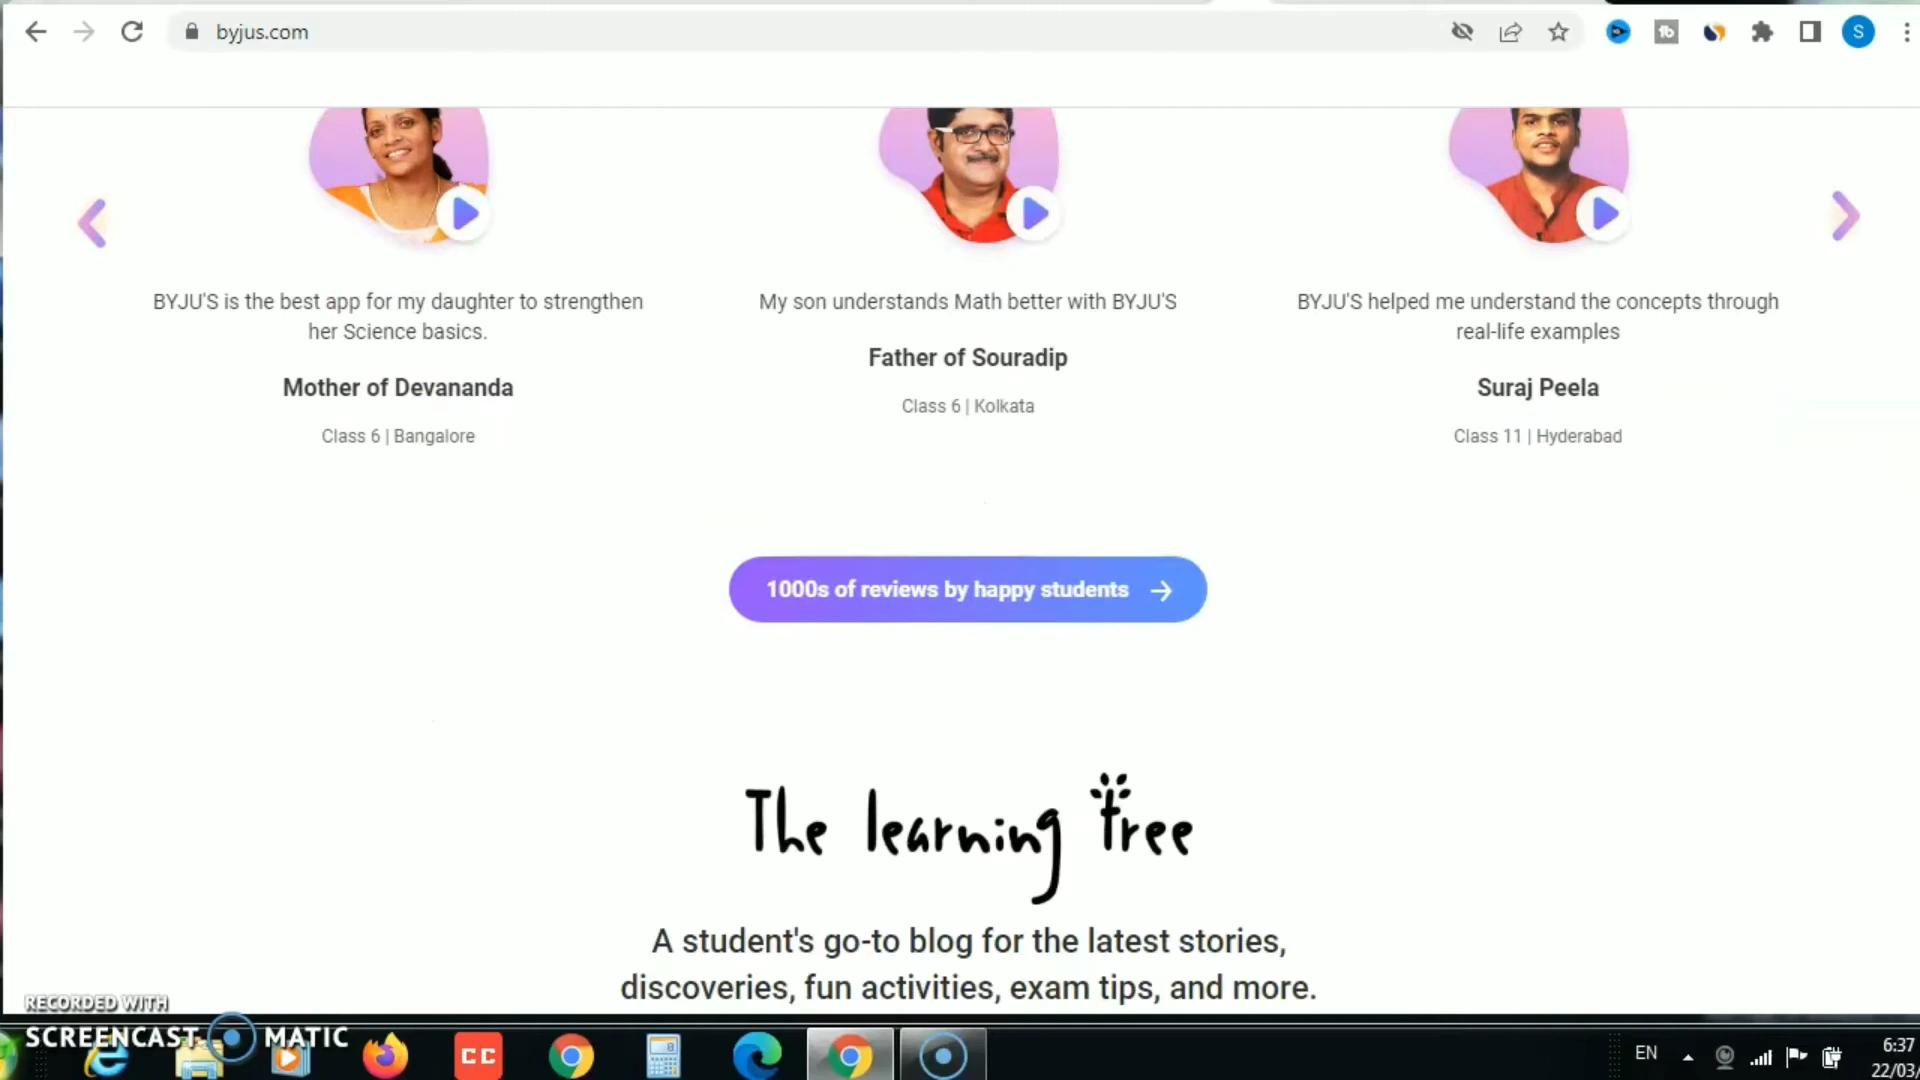 byjus.com
S
BYJU'S is the best app for my daughter to strengthen
her Science basics.
Mother of Devananda
Class 6 | Bangalore
My son understands Math better with BYJU'S
Father of Souradip
Class 6 | Kolkata
BYJU'S helped me understand the concepts through
real-life examples
Suraj Peela
Class 11 | Hyderabad
1000s of reviews by happy students
The learning tree
A student's go-to blog for the latest stories,
discoveries, fun activities, exam tips, and more.
RECORDED WITH
SCREENCAST MATIC
CC
EN
6:37
22/03/